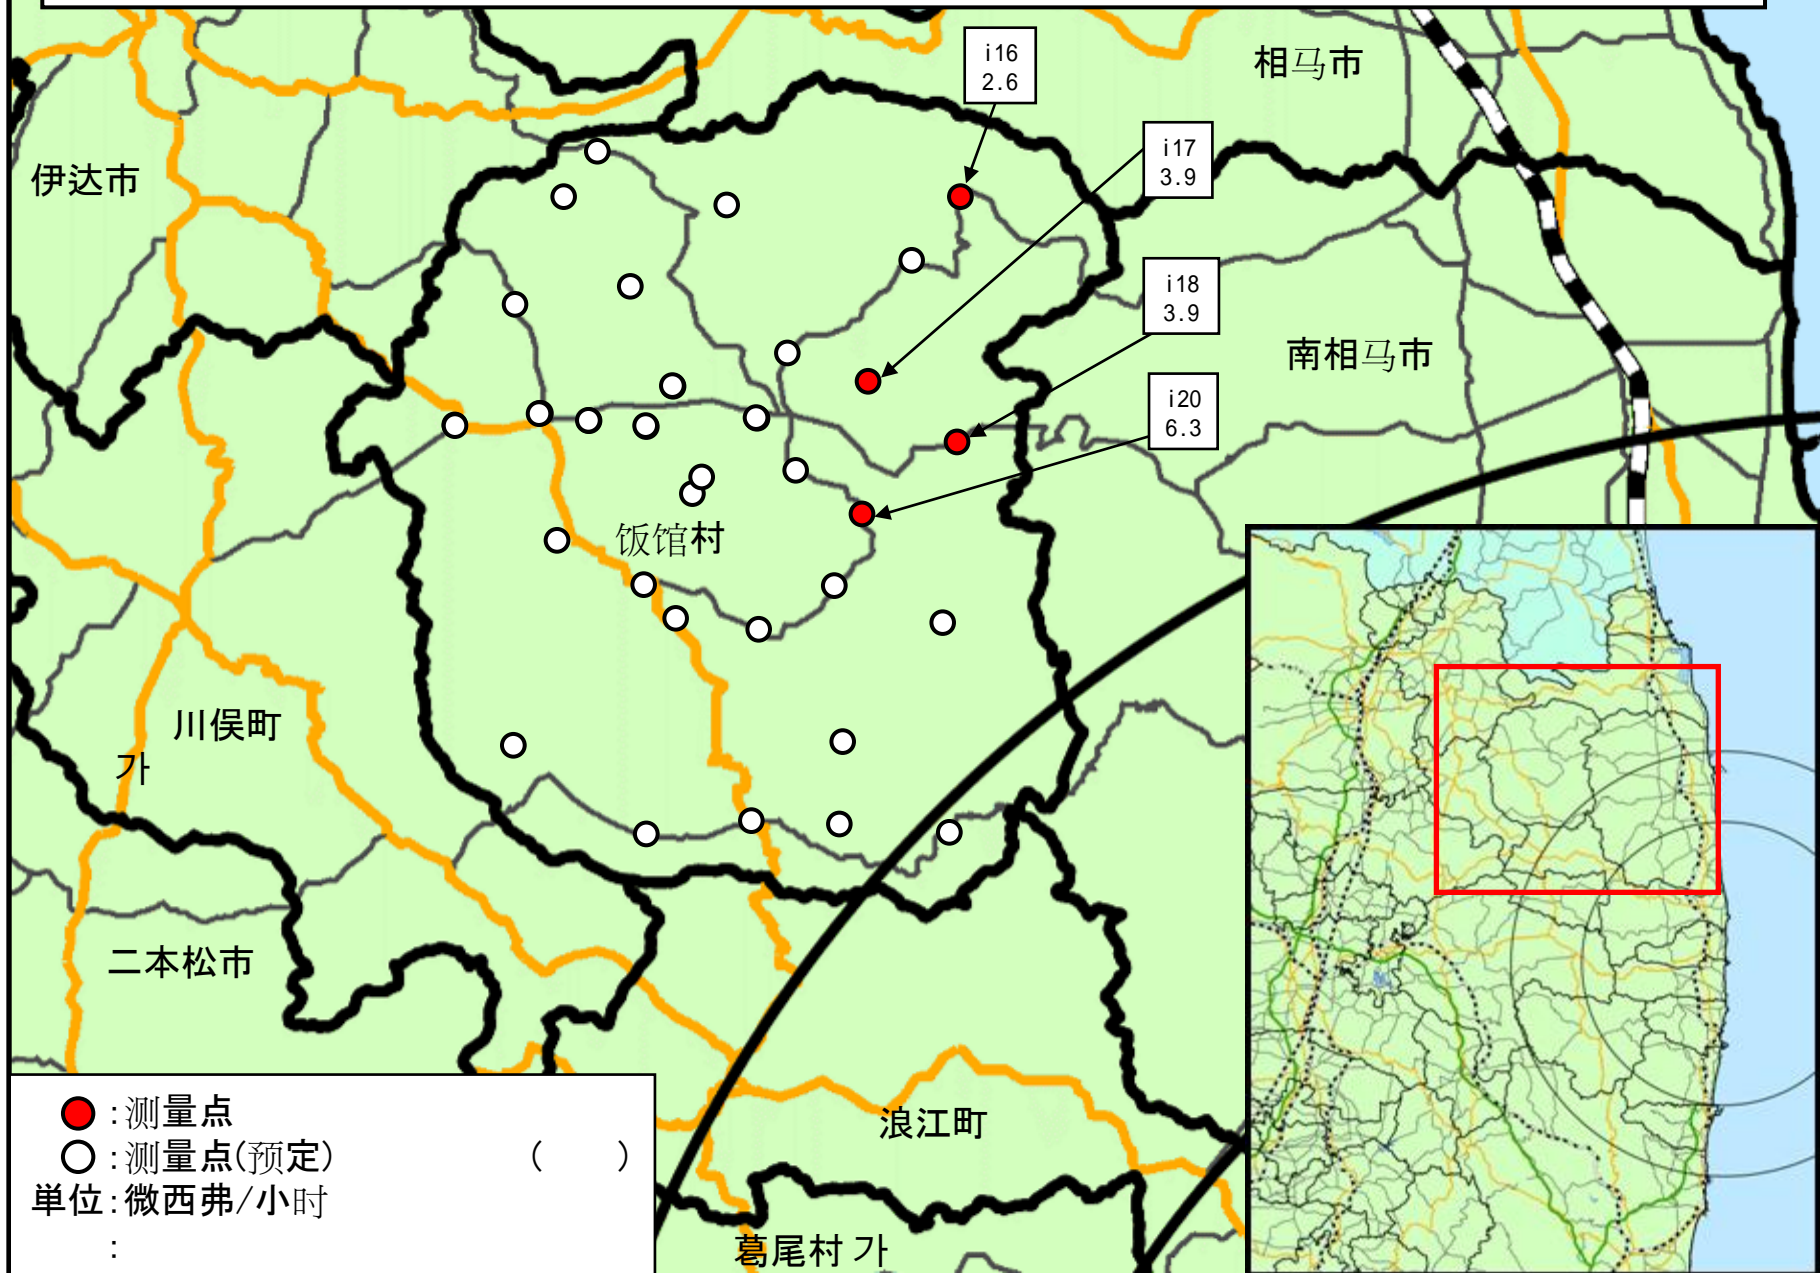 i16
2.6
相马市
i17
3.9
伊达市
i18
3.9
南相马市
i20
6.3
饭馆村
川俣町
가
二本松市
浪江町
:测量点
:测量点(预定) ( )
単位:微西弗/小时
:
葛尾村 가